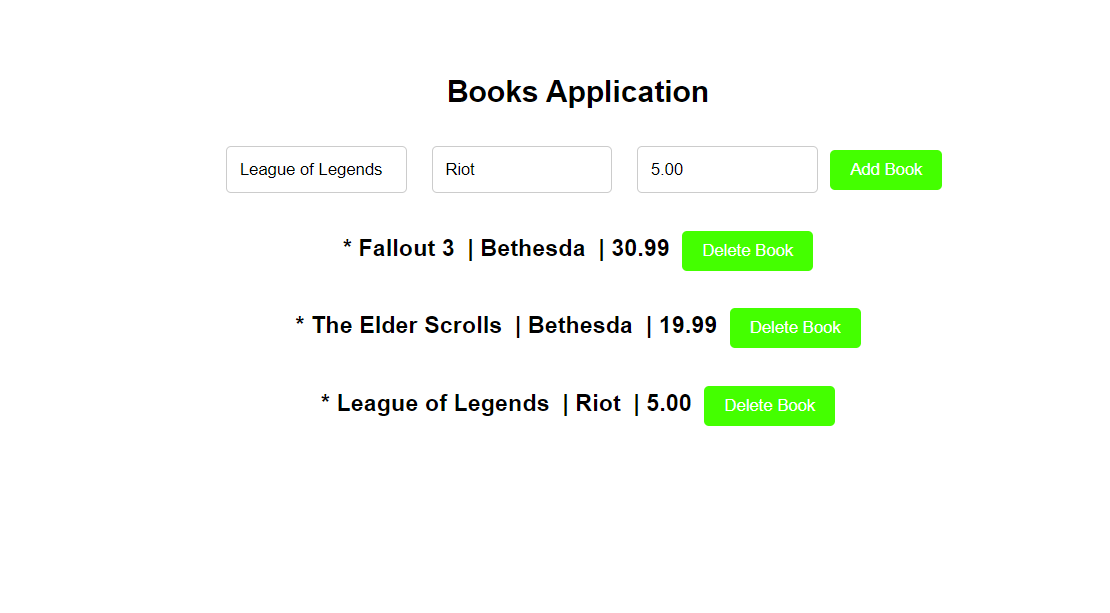 Books Application
League of Legends Riot 5.00 Add Book
* Fallout 3 | Bethesda | 30.99 Delete Book
* The Elder Scrolls | Bethesda | 19.99 Delete Book
* League of Legends | Riot | 5.00 Delete Book